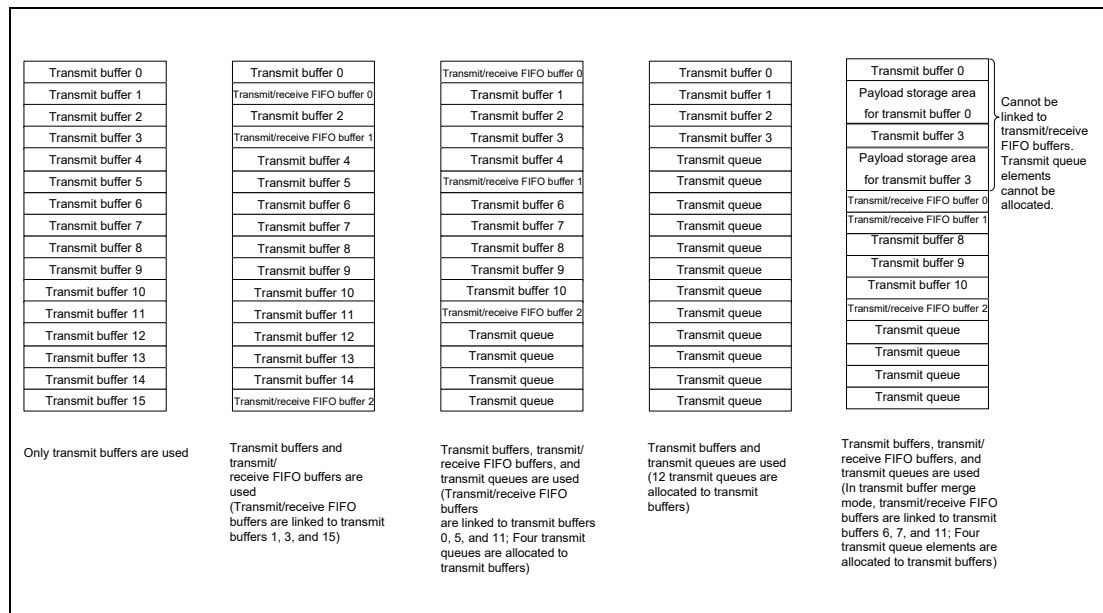 Transmit buffer 0
Transmit buffer 1
Transmit buffer 2
Transmit buffer 3
Transmit buffer 4
Transmit buffer 5
Transmit buffer 6
Transmit buffer 7
Transmit buffer 8
Transmit buffer 9
Transmit buffer 10
Transmit buffer 11
Transmit buffer 12
Transmit buffer 13
Transmit buffer 14
Transmit buffer 15
Only transmit buffers are used
Transmit buffer 0
Transmit/receive FIFO buffer 0
Transmit buffer 2
Transmit/receive FIFO buffer 1
Transmit buffer 4
Transmit buffer 5
Transmit buffer 6
Transmit buffer 7
Transmit buffer 8
Transmit buffer 9
Transmit buffer 10
Transmit buffer 11
Transmit buffer 12
Transmit buffer 13
Transmit buffer 14
Transmit/receive FIFO buffer 2
Transmit buffers and
transmit/
receive FIFO buffers are
used
(Transmit/receive FIFO
buffers are linked to transmit
buffers 1, 3, and 15)
Transmit/receive FIFO buffer 0
Transmit buffer 1
Transmit buffer 2
Transmit buffer 3
Transmit buffer 4
Transmit/receive FIFO buffer 1
Transmit buffer 6
Transmit buffer 7
Transmit buffer 8
Transmit buffer 9
Transmit buffer 10
Transmit/receive FIFO buffer 2
Transmit queue
Transmit queue
Transmit queue
Transmit queue
Transmit buffers, transmit/
receive FIFO buffers, and
transmit queues are used
(Transmit/receive FIFO
buffers
are linked to transmit buffers
0, 5, and 11; Four transmit
queues are allocated to
transmit buffers)
Transmit buffer 0
Transmit buffer 1
Transmit buffer 2
Transmit buffer 3
Transmit queue
Transmit queue
Transmit queue
Transmit queue
Transmit queue
Transmit queue
Transmit queue
Transmit queue
Transmit queue
Transmit queue
Transmit queue
Transmit queue
Transmit buffers and
transmit queues are used
(12 transmit queues are
allocated to transmit
buffers)
Transmit buffer 0
Payload storage area
for transmit buffer 0
Transmit buffer 3
Payload storage area
for transmit buffer 3
Transmit/receive FIFO buffer 0
Transmit/receive FIFO buffer 1
Transmit buffer 8
Transmit buffer 9
Transmit buffer 10
Transmit/receive FIFO buffer 2
Transmit queue
Transmit queue
Transmit queue
Transmit queue
Cannot be
linked to
transmit/receive
FIFO buffers.
Transmit queue
elements
cannot be
allocated.
Transmit buffers, transmit/
receive FIFO buffers, and
transmit queues are used
(In transmit buffer merge
mode, transmit/receive FIFO
buffers are linked to transmit
buffers 6, 7, and 11; Four
transmit queue elements are
allocated to transmit buffers)